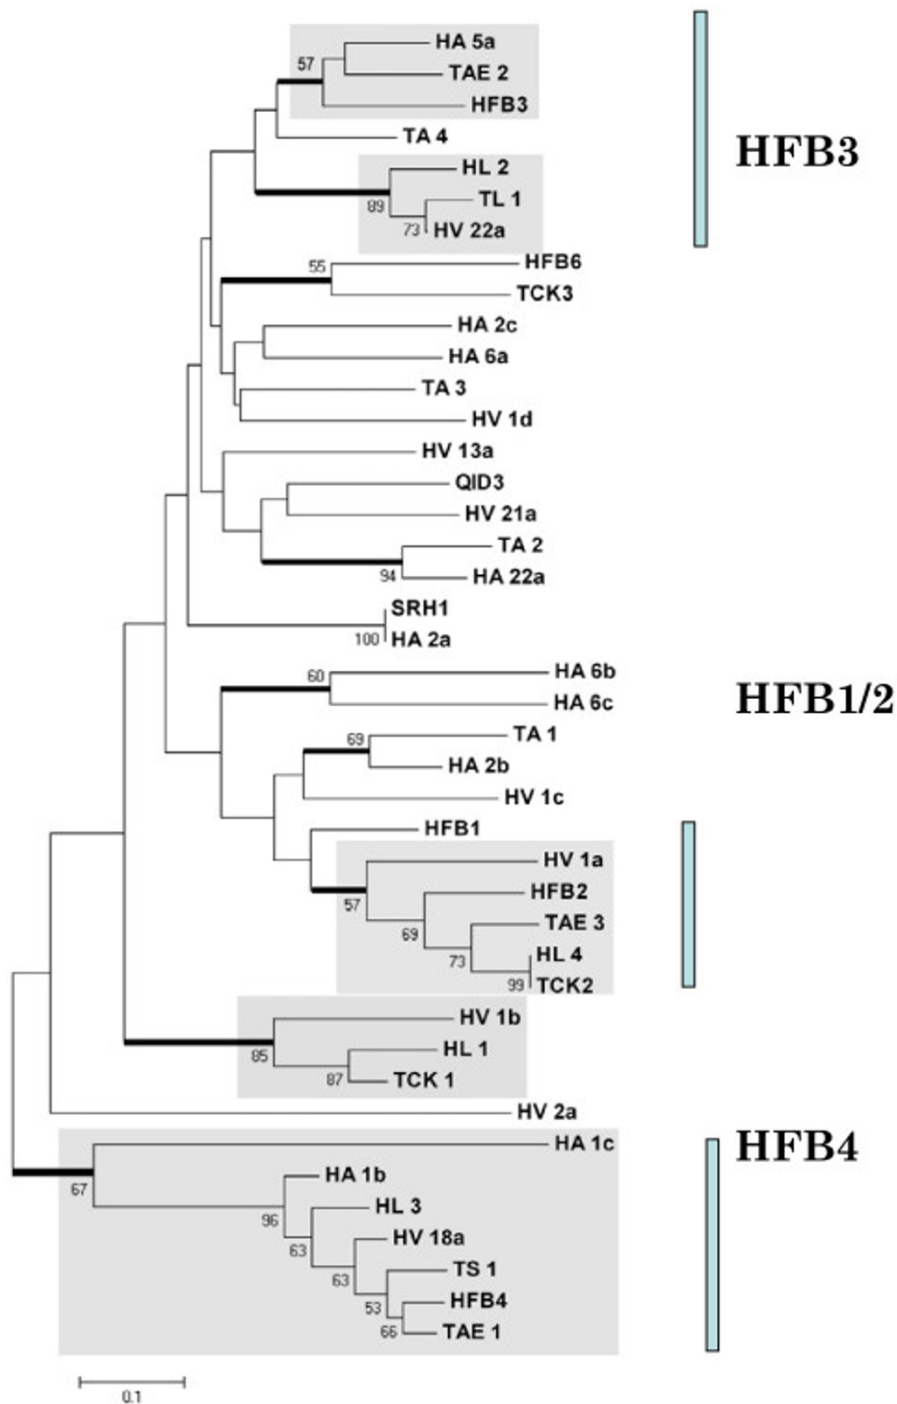 HA 5a
57
TAE 2
HFB3
TA 4
HFB3
HL 2
TL 1
89
73
HV 22a
55
HFB6
TCK3
HA 2c
HA 6a
TA 3
HV 1d
HV 13a
QID3
HV 21a
TA 2
94
HA 22a
SRH1
100
HA 2a
60
HA 6b
HFB1/2
HA 6c
69
TA 1
HA 2b
HV 1c
HFB1
HV 1a
57
HFB2
69
TAE 3
HL 4
73
99
TCK2
HV 1b
85
HL 1
87
TCK 1
HV 2a
HA 1c
HFB4
67
HA 1b
96
HL 3
63
HV 18a
63
TS 1
53
HFB4
66
TAE 1
0.1